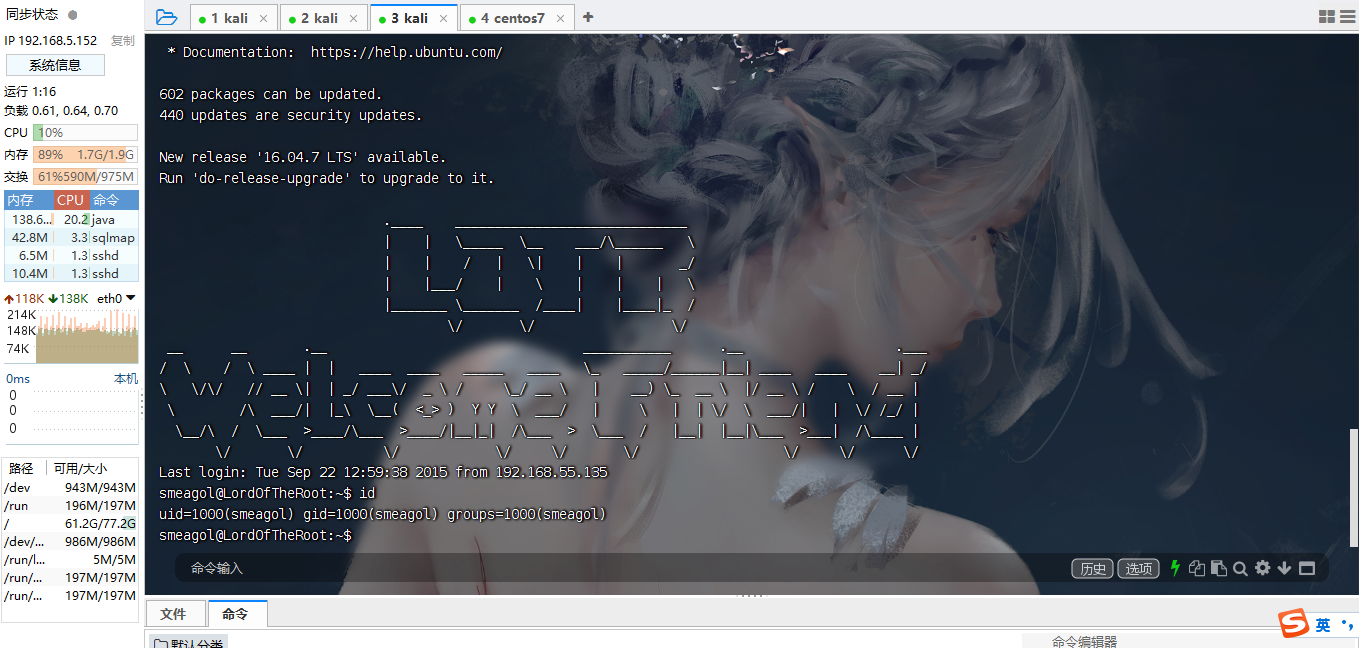 同步状态
IP 192.168.5.152 复制
系统信息
运行 1:16
负载 0.61, 0.64, 0.70
CPU 10%
内存 89% 1.7G/1.9G
交换 61% 590M/975M
内存 CPU 命令
138.6... 20.2 java
42.8M 3.3 sqlmap
6.5M 1.3 sshd
10.4M 1.3 sshd
118K 138K eth0
214K
148K
74K
0ms 本机
0
0
0
路径 可用/大小
/dev 943M/943M
/run 196M/197M
/ 61.2G/77.2G
/dev/... 986M/986M
/run/l... 5M/5M
/run/... 197M/197M
/run/... 197M/197M
1 kali ×
2 kali ×
3 kali ×
4 centos7 ×
+
* Documentation: https://help.ubuntu.com/
602 packages can be updated.
440 updates are security updates.
New release '16.04.7 LTS' available.
Run 'do-release-upgrade' to upgrade to it.
LOTR
Welcome Friend
Last login: Tue Sep 22 12:59:38 2015 from 192.168.55.135
smeagol@LordOfTheRoot:~$ id
uid=1000(smeagol) gid=1000(smeagol) groups=1000(smeagol)
smeagol@LordOfTheRoot:~$
命令输入
历史 选项
文件 命令
默认分类
命令编辑器
S 英